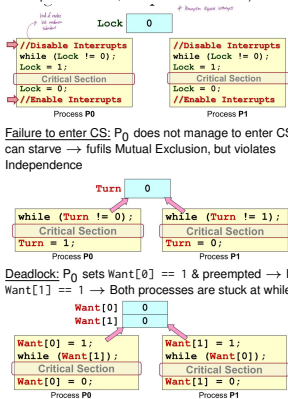 Lock 0
//Disable Interrupts //Disable Interrupts
while (Lock != 0); while (Lock != 0);
Lock = 1; Lock = 1;
Critical Section Critical Section
Lock = 0; Lock = 0;
//Enable Interrupts //Enable Interrupts
Process P0 Process P1
Failure to enter CS: P0 does not manage to enter CS
can starve → fufils Mutual Exclusion, but violates
Independence
Turn 0
while (Turn != 0); while (Turn != 1);
Critical Section Critical Section
Turn = 1; Turn = 0;
Process P0 Process P1
Deadlock: P0 sets Want[0] == 1 & preempted →
Want[1] == 1 → Both processes are stuck at while
Want[0] 0
Want[1] 0
Want[0] = 1; Want[1] = 1;
while (Want[1]); while (Want[0]);
Critical Section Critical Section
Want[0] = 0; Want[1] = 0;
Process P0 Process P1